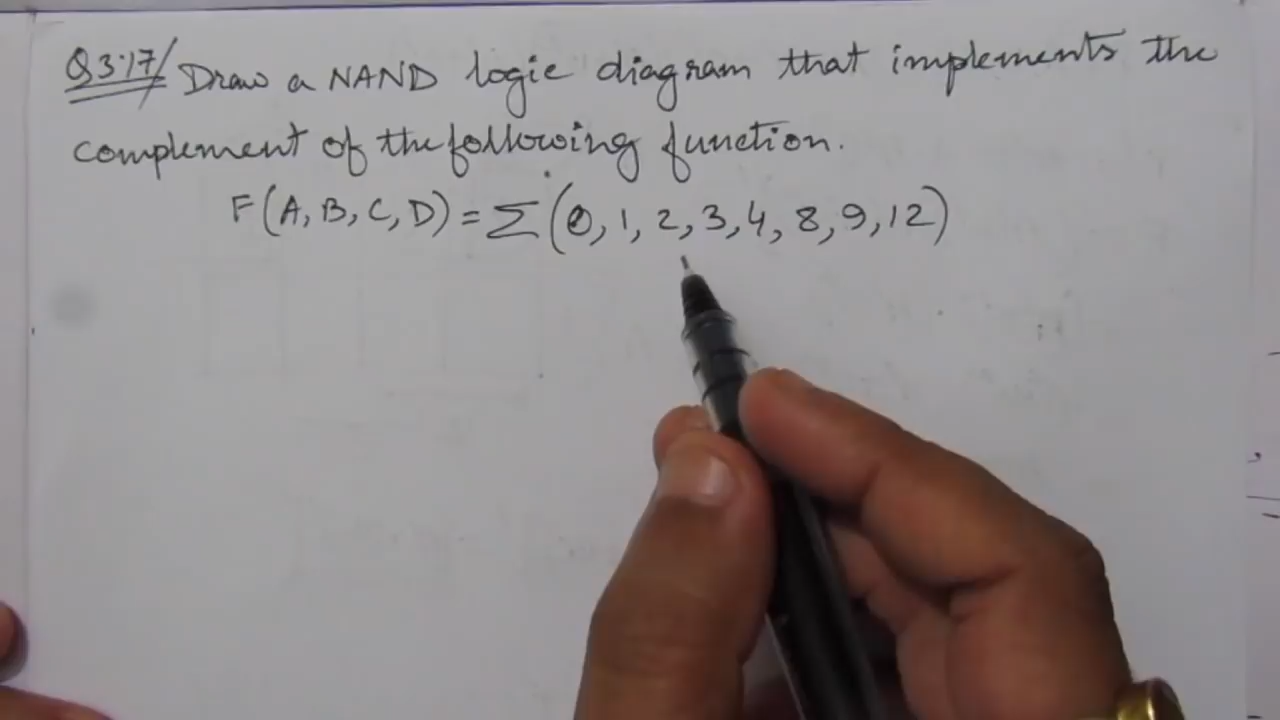 Q3.17/ Draw a NAND logic diagram that implements the
complement of the following function.
F(A, B, C, D) = Σ(0, 1, 2, 3, 4, 8, 9, 12)